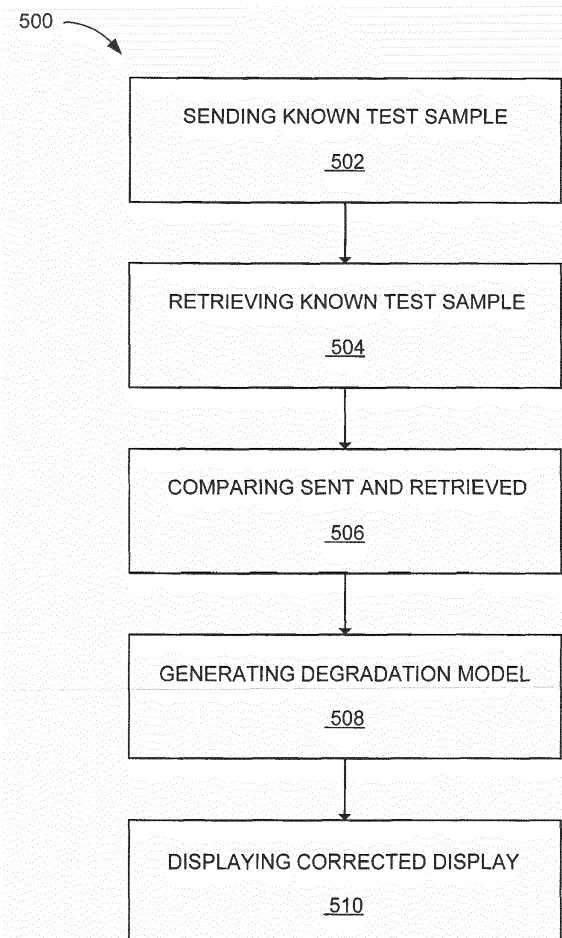 500
SENDING KNOWN TEST SAMPLE
502
RETRIEVING KNOWN TEST SAMPLE
504
COMPARING SENT AND RETRIEVED
506
GENERATING DEGRADATION MODEL
508
DISPLAYING CORRECTED DISPLAY
510